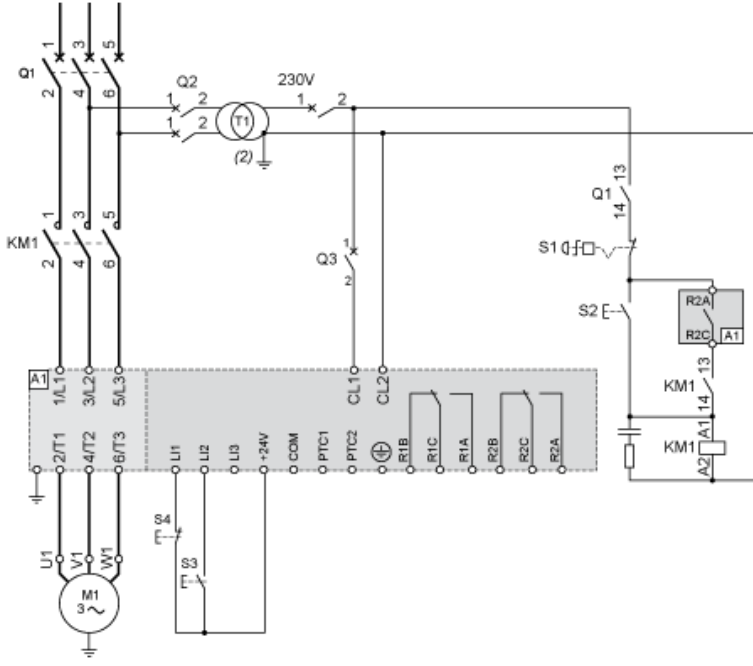 1 3 5
Q1
2 4 6
Q2
1 2
1 2
T1
(2)
230V
1 2
13
Q1
14
1 3 5
KM1
2 4 6
1
Q3
2
S1
S2
R2A
R2C
A1
13
KM1
14
A1
KM1
A2
A1
1/L1 3/L2 5/L3
CL1 CL2
2/T1 4/T2 6/T3
LI1 LI2 LI3 +24V COM PTC1 PTC2 R1B R1C R1A R2B R2C R2A
S4
S3
U1 V1 W1
M1
3 ~